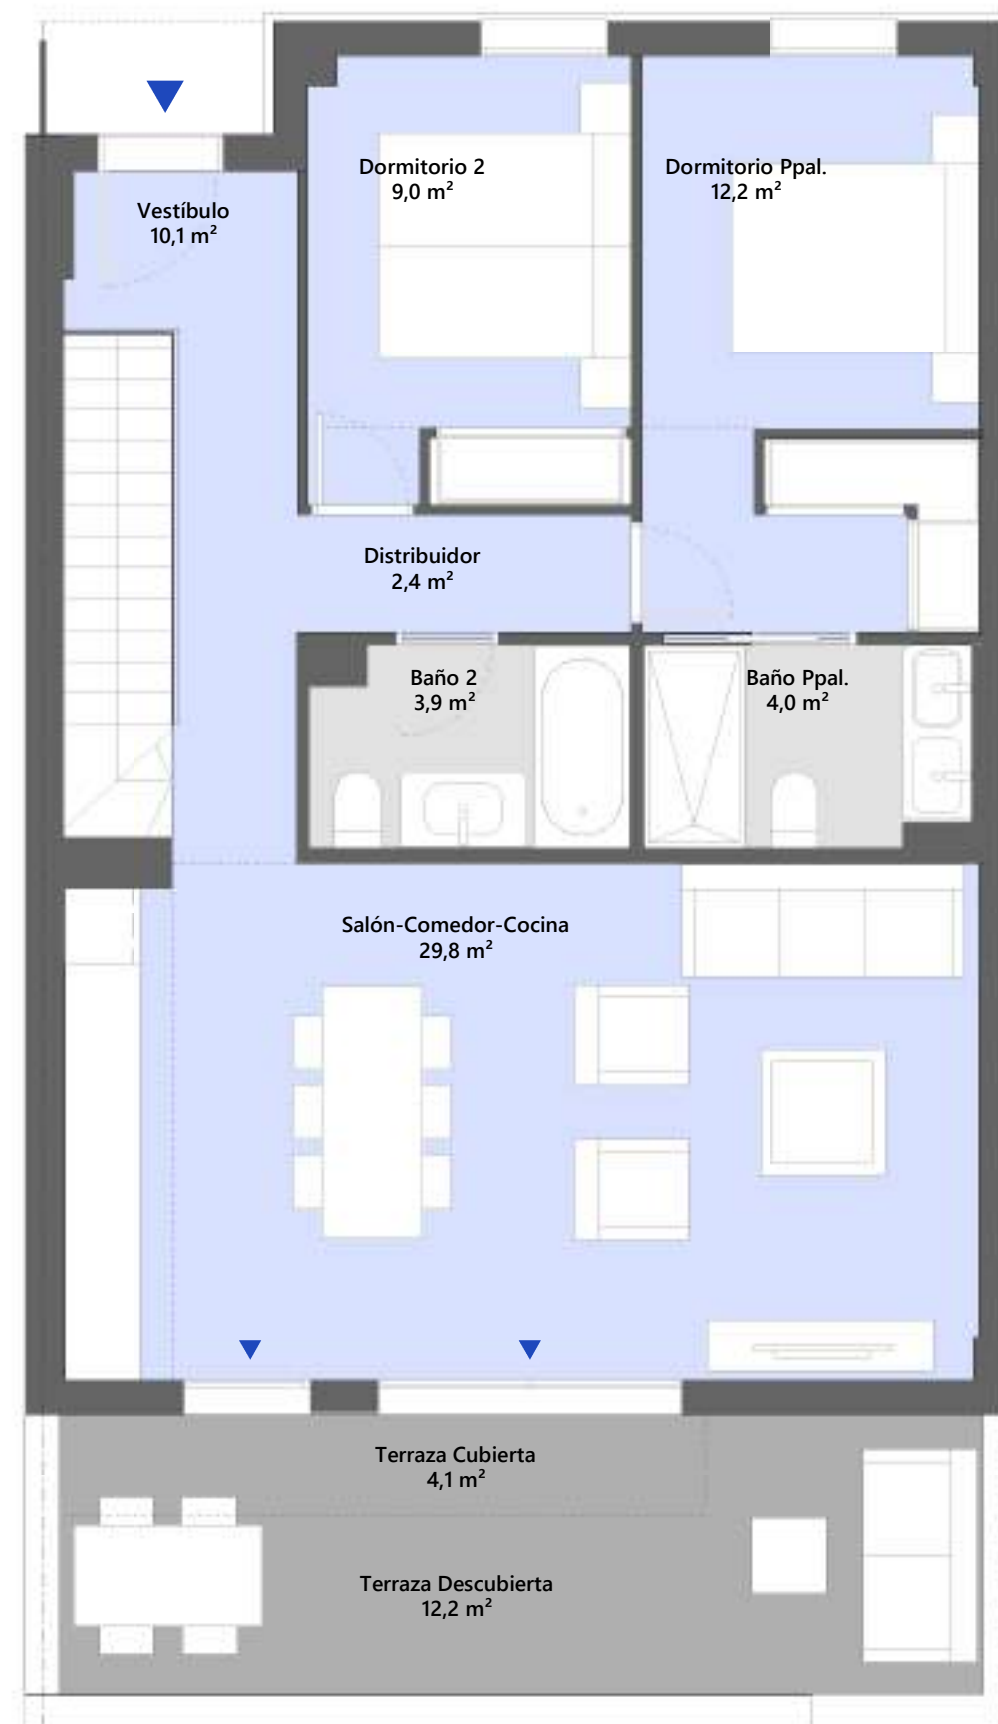 Dormitorio 2
9,0 m²
Dormitorio Ppal.
12,2 m²
Vestíbulo
10,1 m²
Distribuidor
2,4 m²
Baño 2
3,9 m²
Baño Ppal.
4,0 m²
Salón-Comedor-Cocina
29,8 m²
Terraza Cubierta
4,1 m²
Terraza Descubierta
12,2 m²